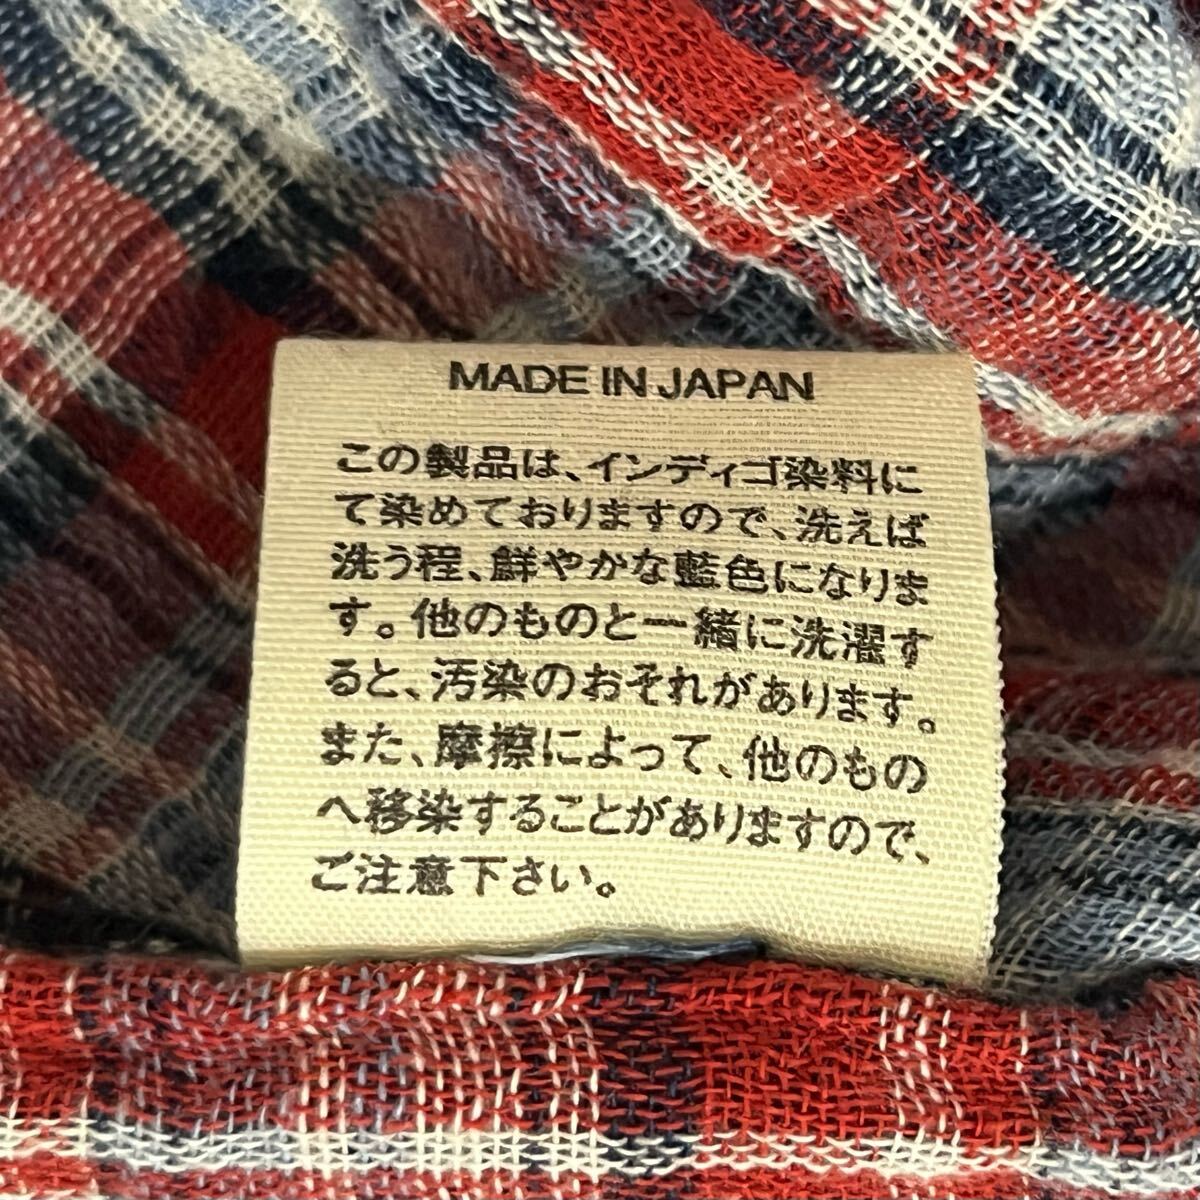 MADE IN JAPAN
この製品は、インディゴ染料に
て染めておりますので、洗えば
洗う程、鮮やかな藍色になりま
す。他のものと一緒に洗濯す
ると、汚染のおそれがあります。
また、摩擦によって、他のもの
へ移染することがありますので、
ご注意下さい。